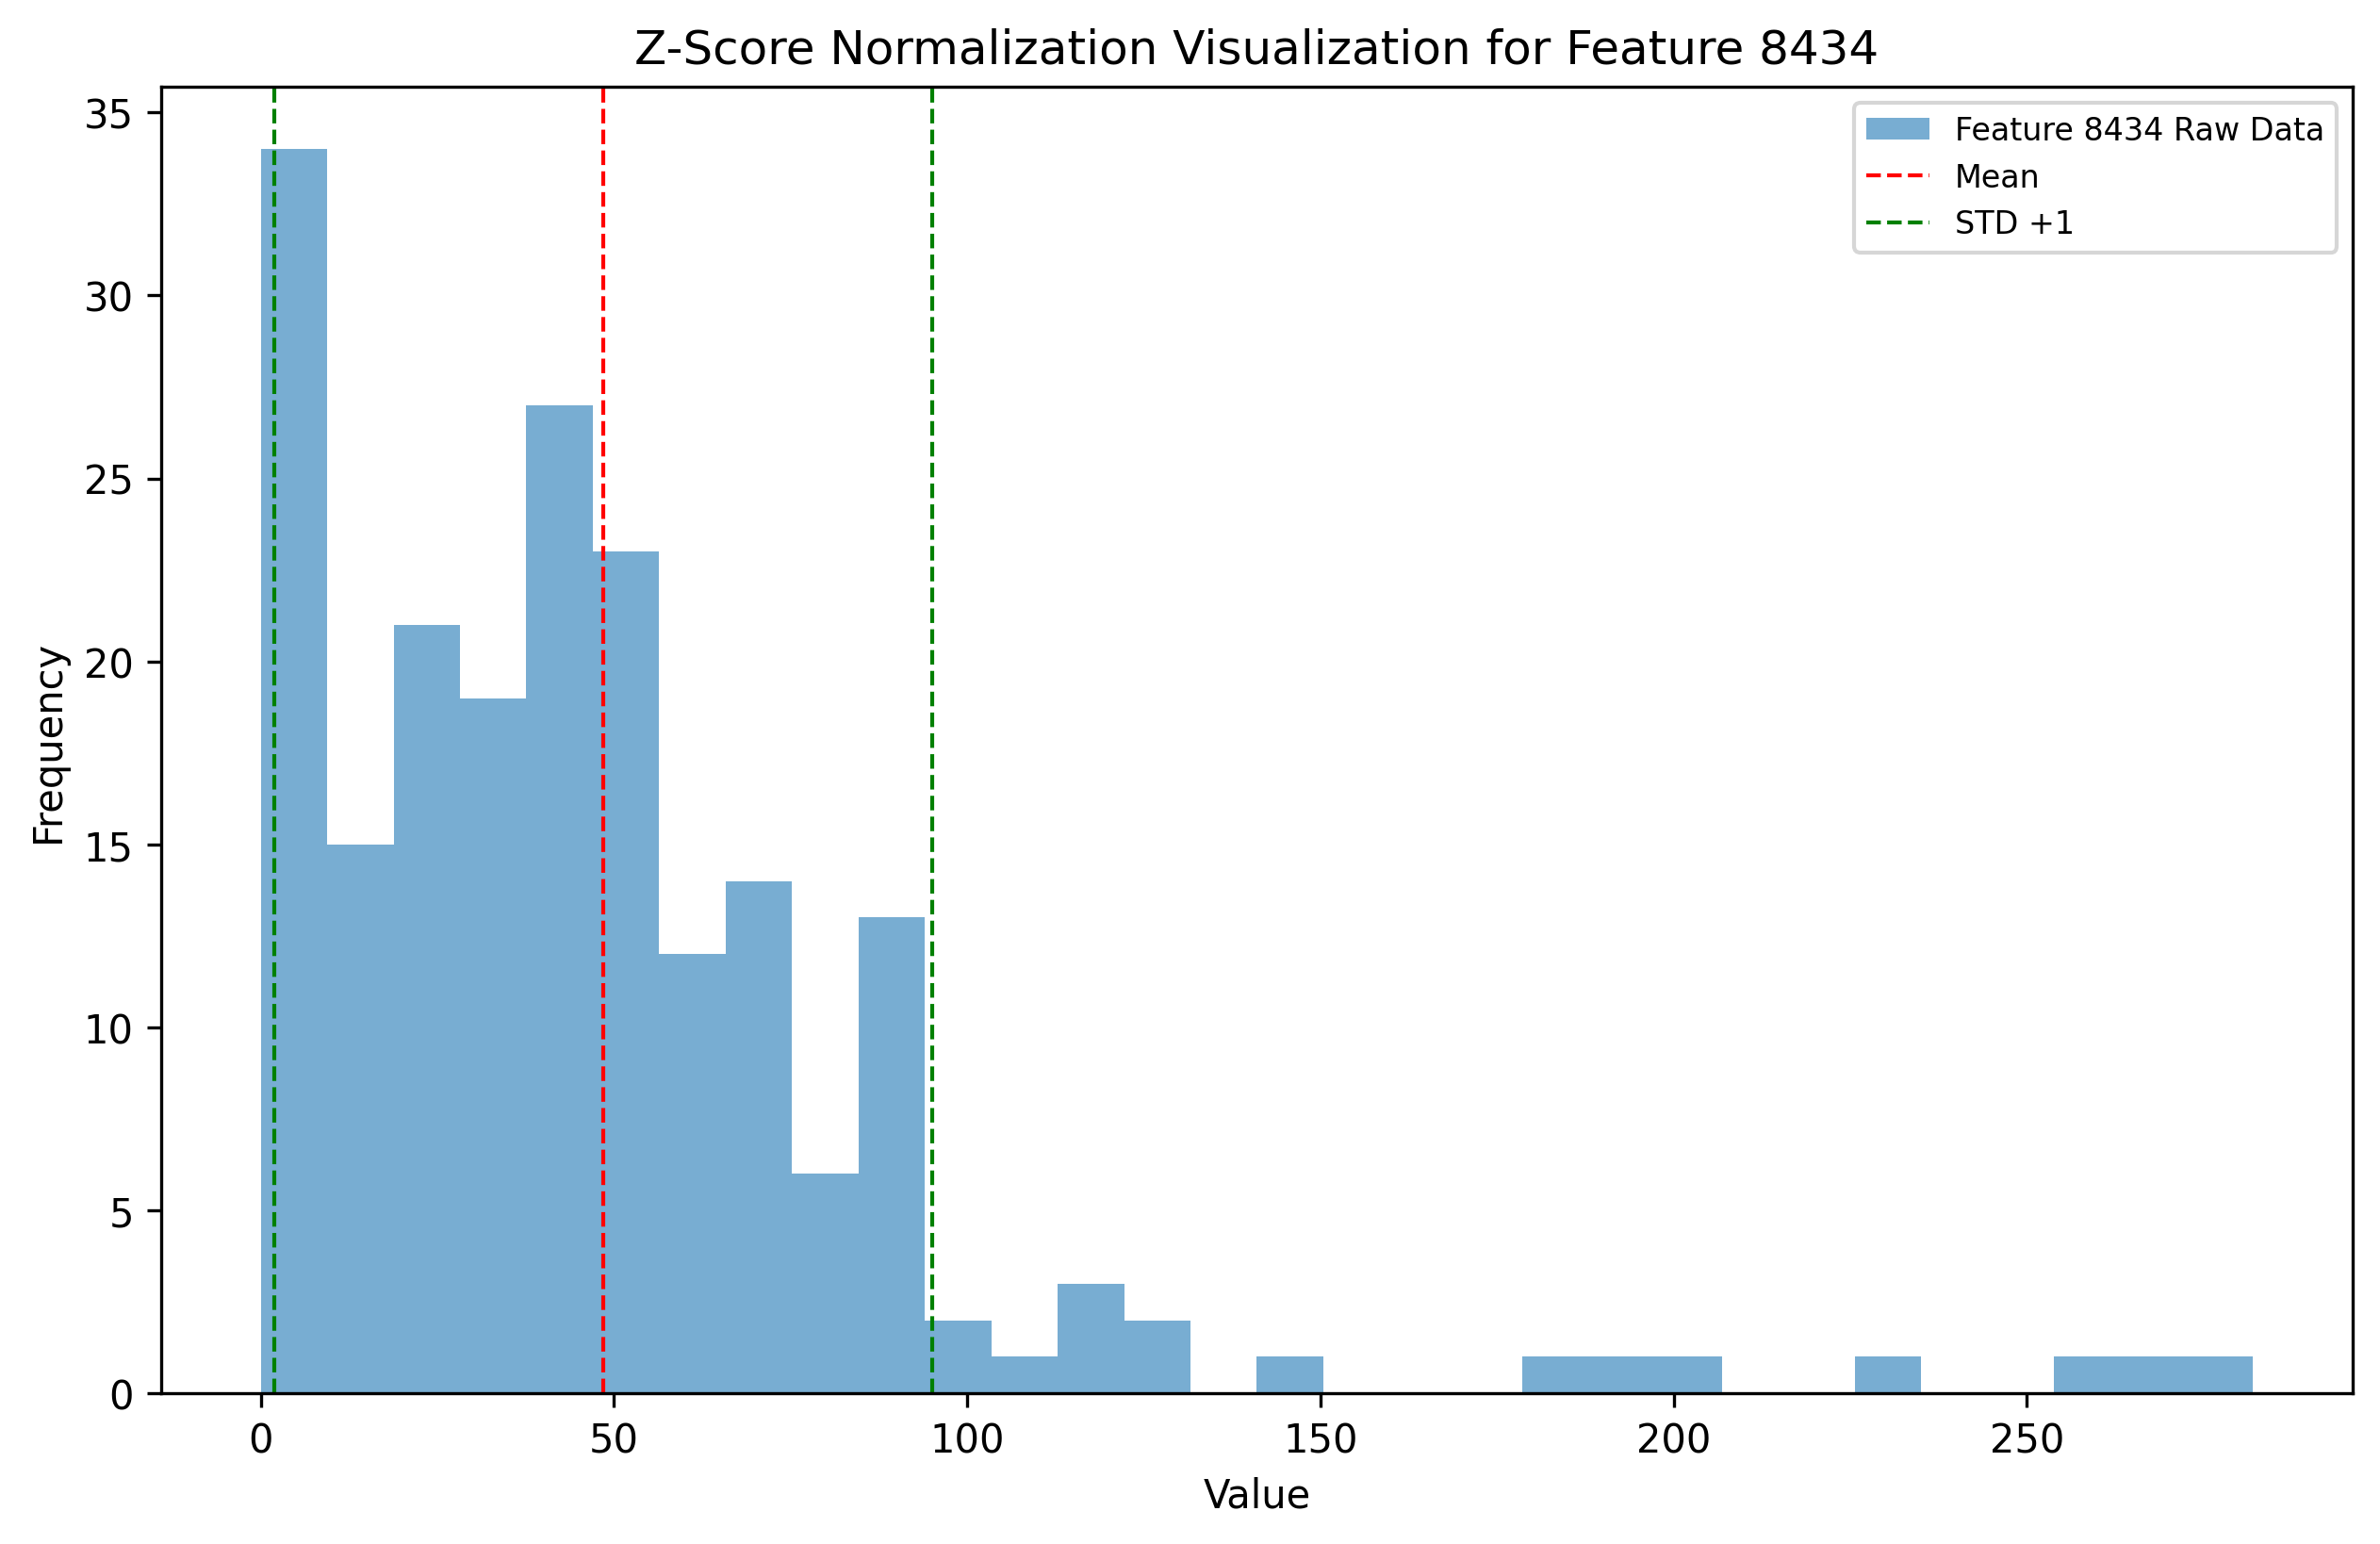 Z-Score Normalization Visualization for Feature 8434
Feature 8434 Raw Data
Mean
STD +1
35
30
25
20
15
10
5
0
Frequency
0 50 100 150 200 250
Value